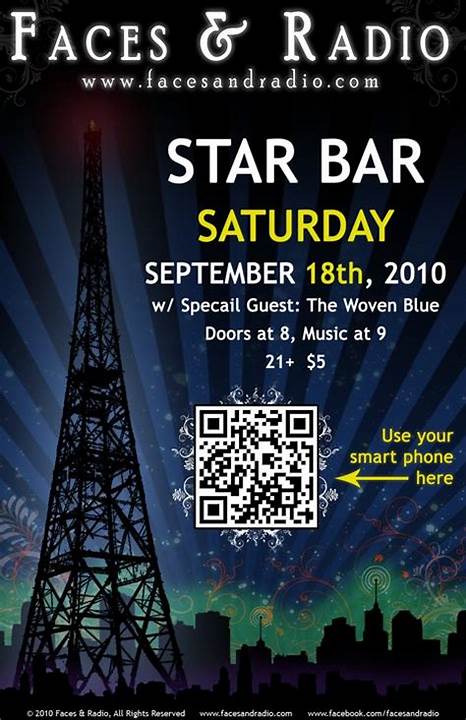 FACES & RADIO
www.facesandradio.com
STAR BAR
SATURDAY
SEPTEMBER 18th, 2010
w/ Specail Guest: The Woven Blue
Doors at 8, Music at 9
21+ $5
Use your
smart phone
here
© 2010 Faces & Radio, All Rights Reserved www.facesandradio.com www.facebook.com/facesandradio